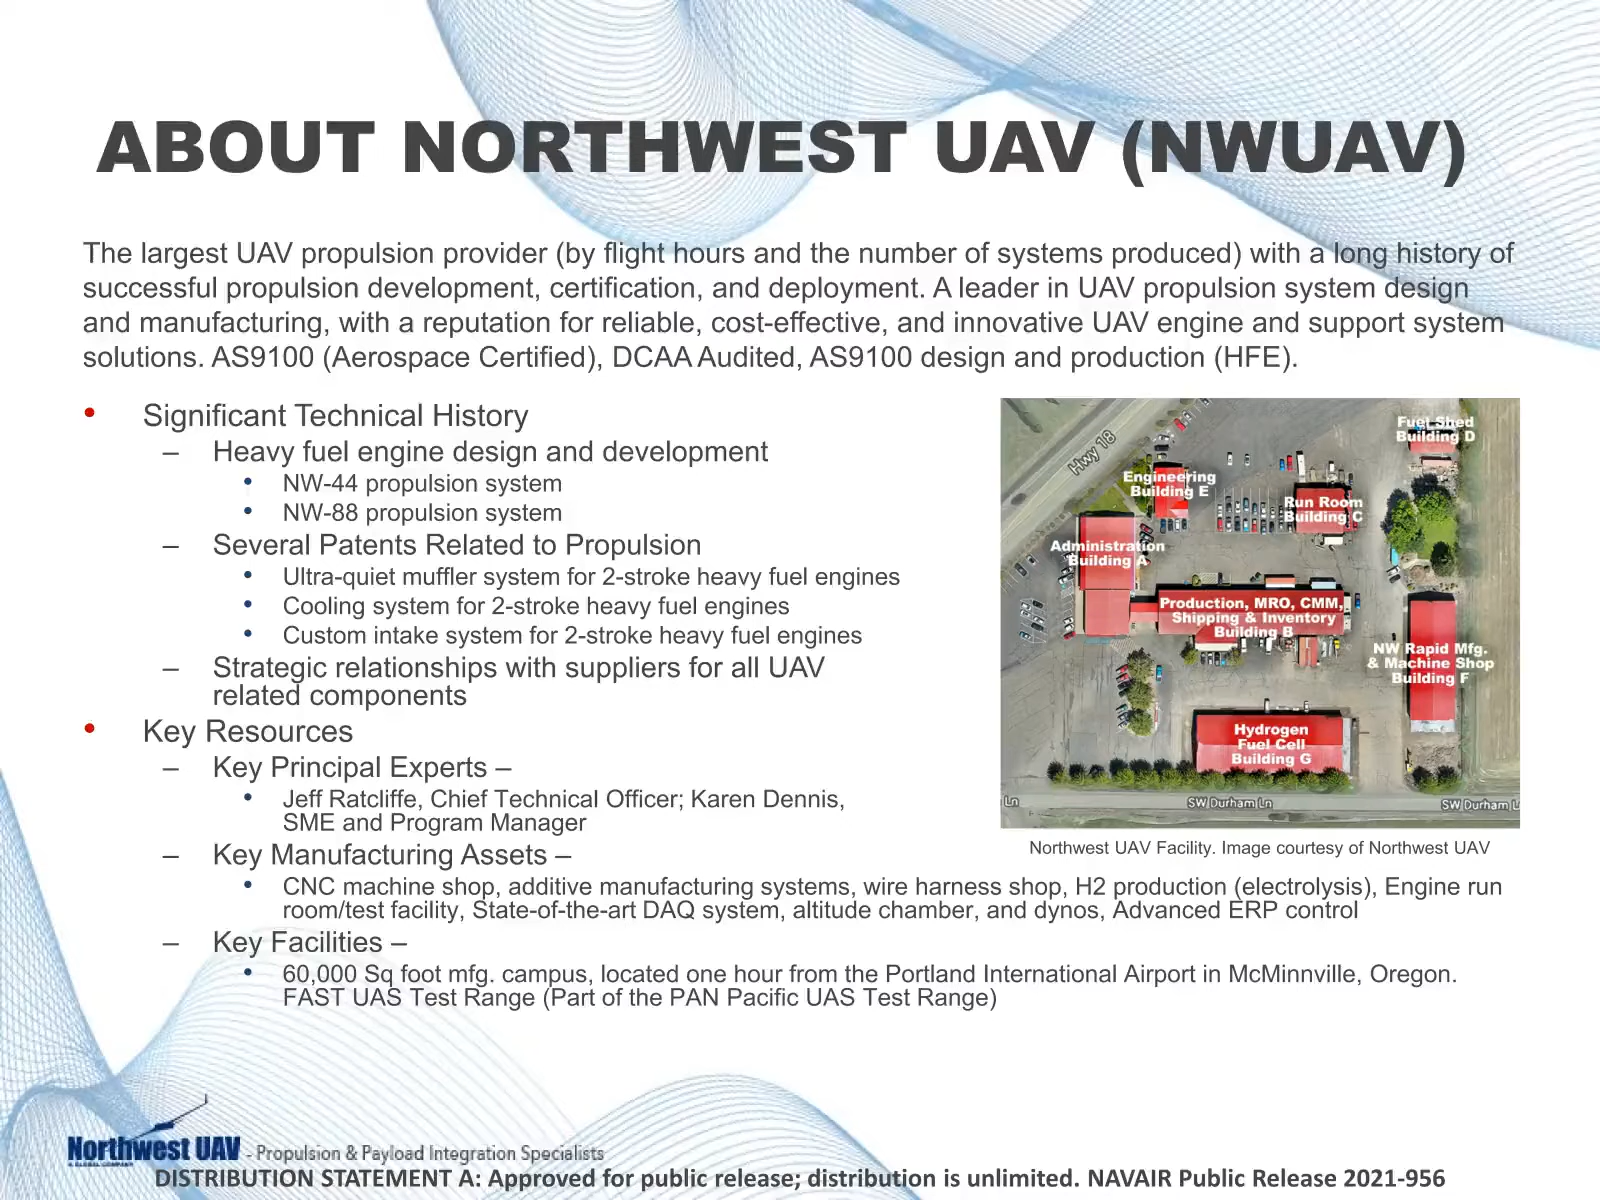 ABOUT NORTHWEST UAV (NWUAV)
The largest UAV propulsion provider (by flight hours and the number of systems produced) with a long history of
successful propulsion development, certification, and deployment. A leader in UAV propulsion system design
and manufacturing, with a reputation for reliable, cost-effective, and innovative UAV engine and support system
solutions. AS9100 (Aerospace Certified), DCAA Audited, AS9100 design and production (HFE).
• Significant Technical History
– Heavy fuel engine design and development
• NW-44 propulsion system
• NW-88 propulsion system
– Several Patents Related to Propulsion
• Ultra-quiet muffler system for 2-stroke heavy fuel engines
• Cooling system for 2-stroke heavy fuel engines
• Custom intake system for 2-stroke heavy fuel engines
– Strategic relationships with suppliers for all UAV
related components
• Key Resources
– Key Principal Experts –
• Jeff Ratcliffe, Chief Technical Officer; Karen Dennis,
SME and Program Manager
– Key Manufacturing Assets –
• CNC machine shop, additive manufacturing systems, wire harness shop, H2 production (electrolysis), Engine run
room/test facility, State-of-the-art DAQ system, altitude chamber, and dynos, Advanced ERP control
– Key Facilities –
• 60,000 Sq foot mfg. campus, located one hour from the Portland International Airport in McMinnville, Oregon.
FAST UAS Test Range (Part of the PAN Pacific UAS Test Range)
Hwy 18
Fuel Shed
Building D
Engineering
Building E
Run Room
Building C
Administration
Building A
Production, MRO, CMM,
Shipping & Inventory
Building B
NW Rapid Mfg.
& Machine Shop
Building F
Hydrogen
Fuel Cell
Building G
Ln
SW Durham Ln
SW Durham L
Northwest UAV Facility. Image courtesy of Northwest UAV
Northwest UAV - Propulsion & Payload Integration Specialists
A GLOBAL COMPANY
DISTRIBUTION STATEMENT A: Approved for public release; distribution is unlimited. NAVAIR Public Release 2021-956